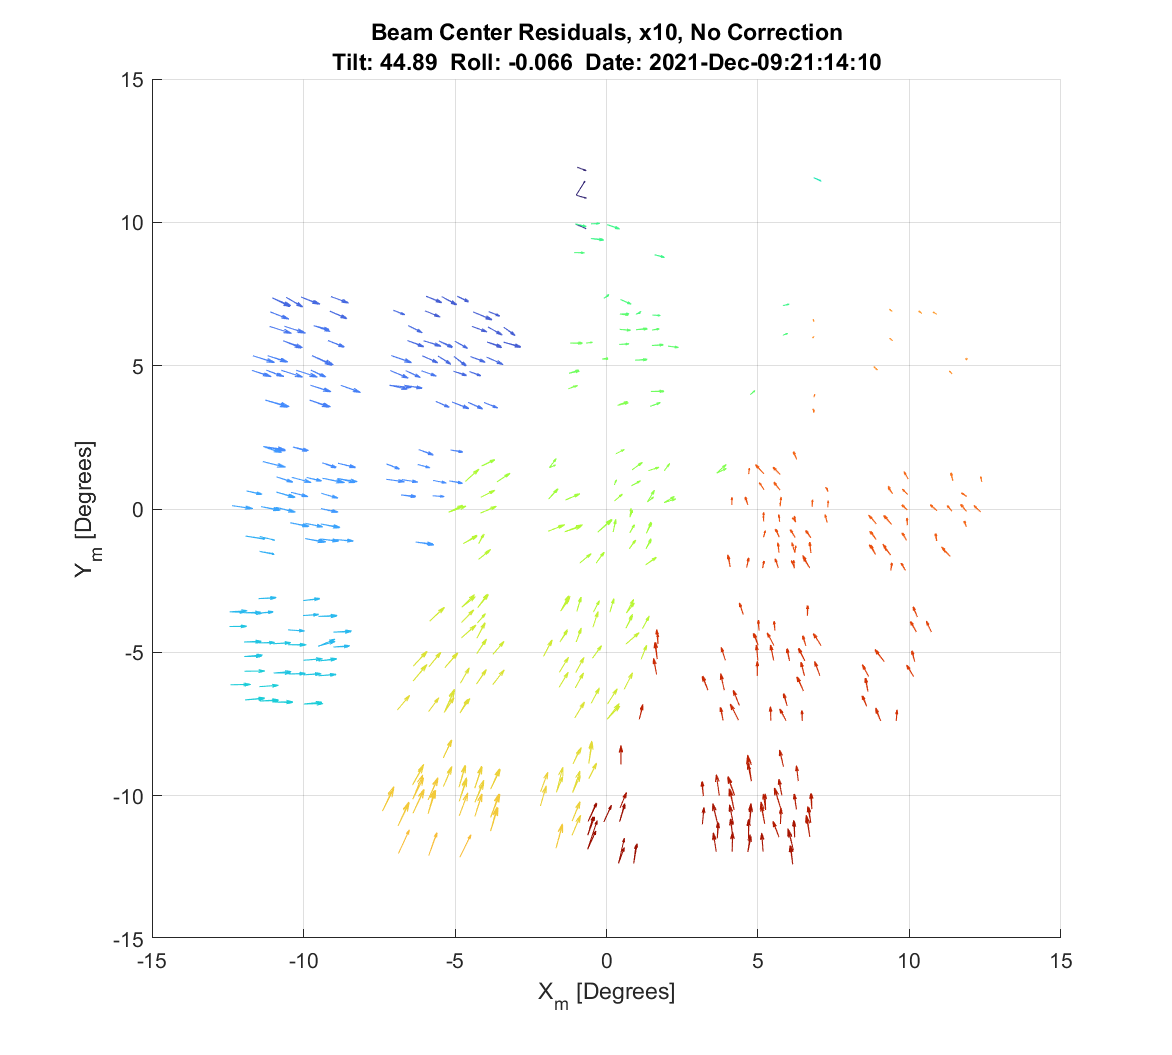 Beam Center Residuals, x10, No Correction
Tilt: 44.89 Roll: -0.066 Date: 2021-Dec-09:21:14:10
15
10
5
0
-5
-10
-15
Y_m [Degrees]
-15 -10 -5 0 5 10 15
X_m [Degrees]